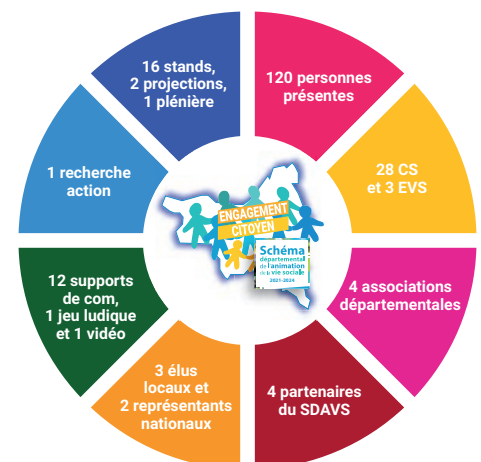 16 stands,
2 projections,
1 plénière
120 personnes
présentes
28 CS
et 3 EVS
4 associations
départementales
4 partenaires
du SDAVS
3 élus
locaux et
2 représentants
nationaux
12 supports
de com,
1 jeu ludique
et 1 vidéo
1 recherche
action
ENGAGEMENT
CITOYEN
Schéma
départemental
de l'animation
de la vie sociale
2021-2024